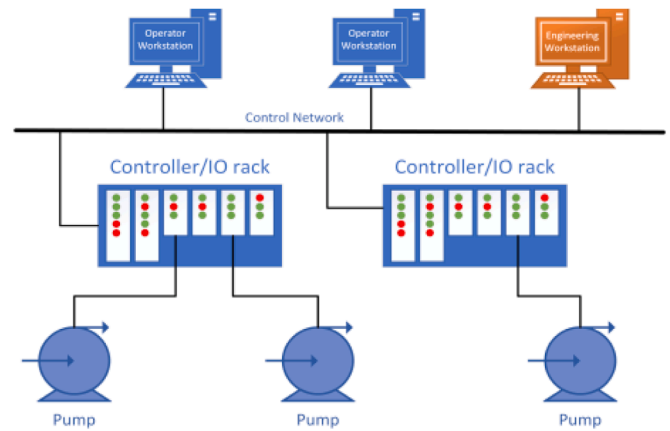 Operator
Workstation
Operator
Workstation
Engineering
Workstation
Control Network
Controller/IO rack
Controller/IO rack
Pump
Pump
Pump